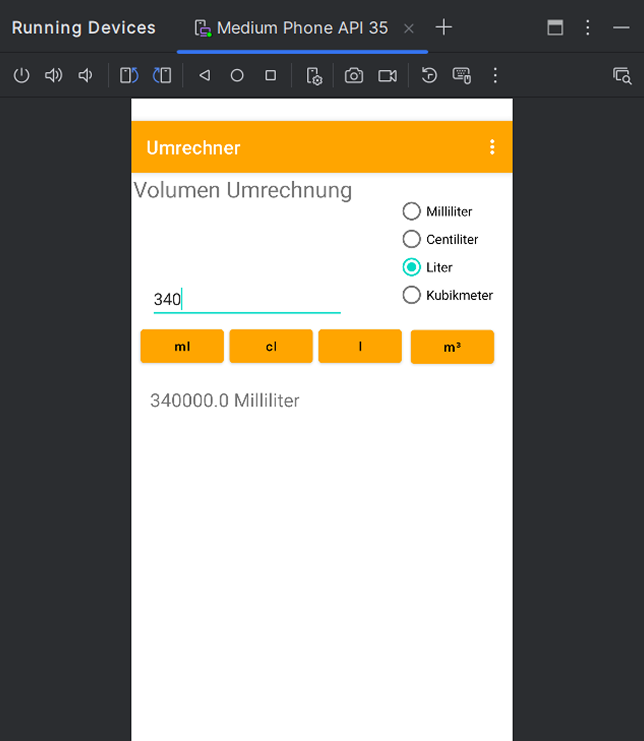 Running Devices
Medium Phone API 35
Umrechner
Volumen Umrechnung
Milliliter
Centiliter
Liter
Kubikmeter
340
ml
cl
l
m³
340000.0 Milliliter